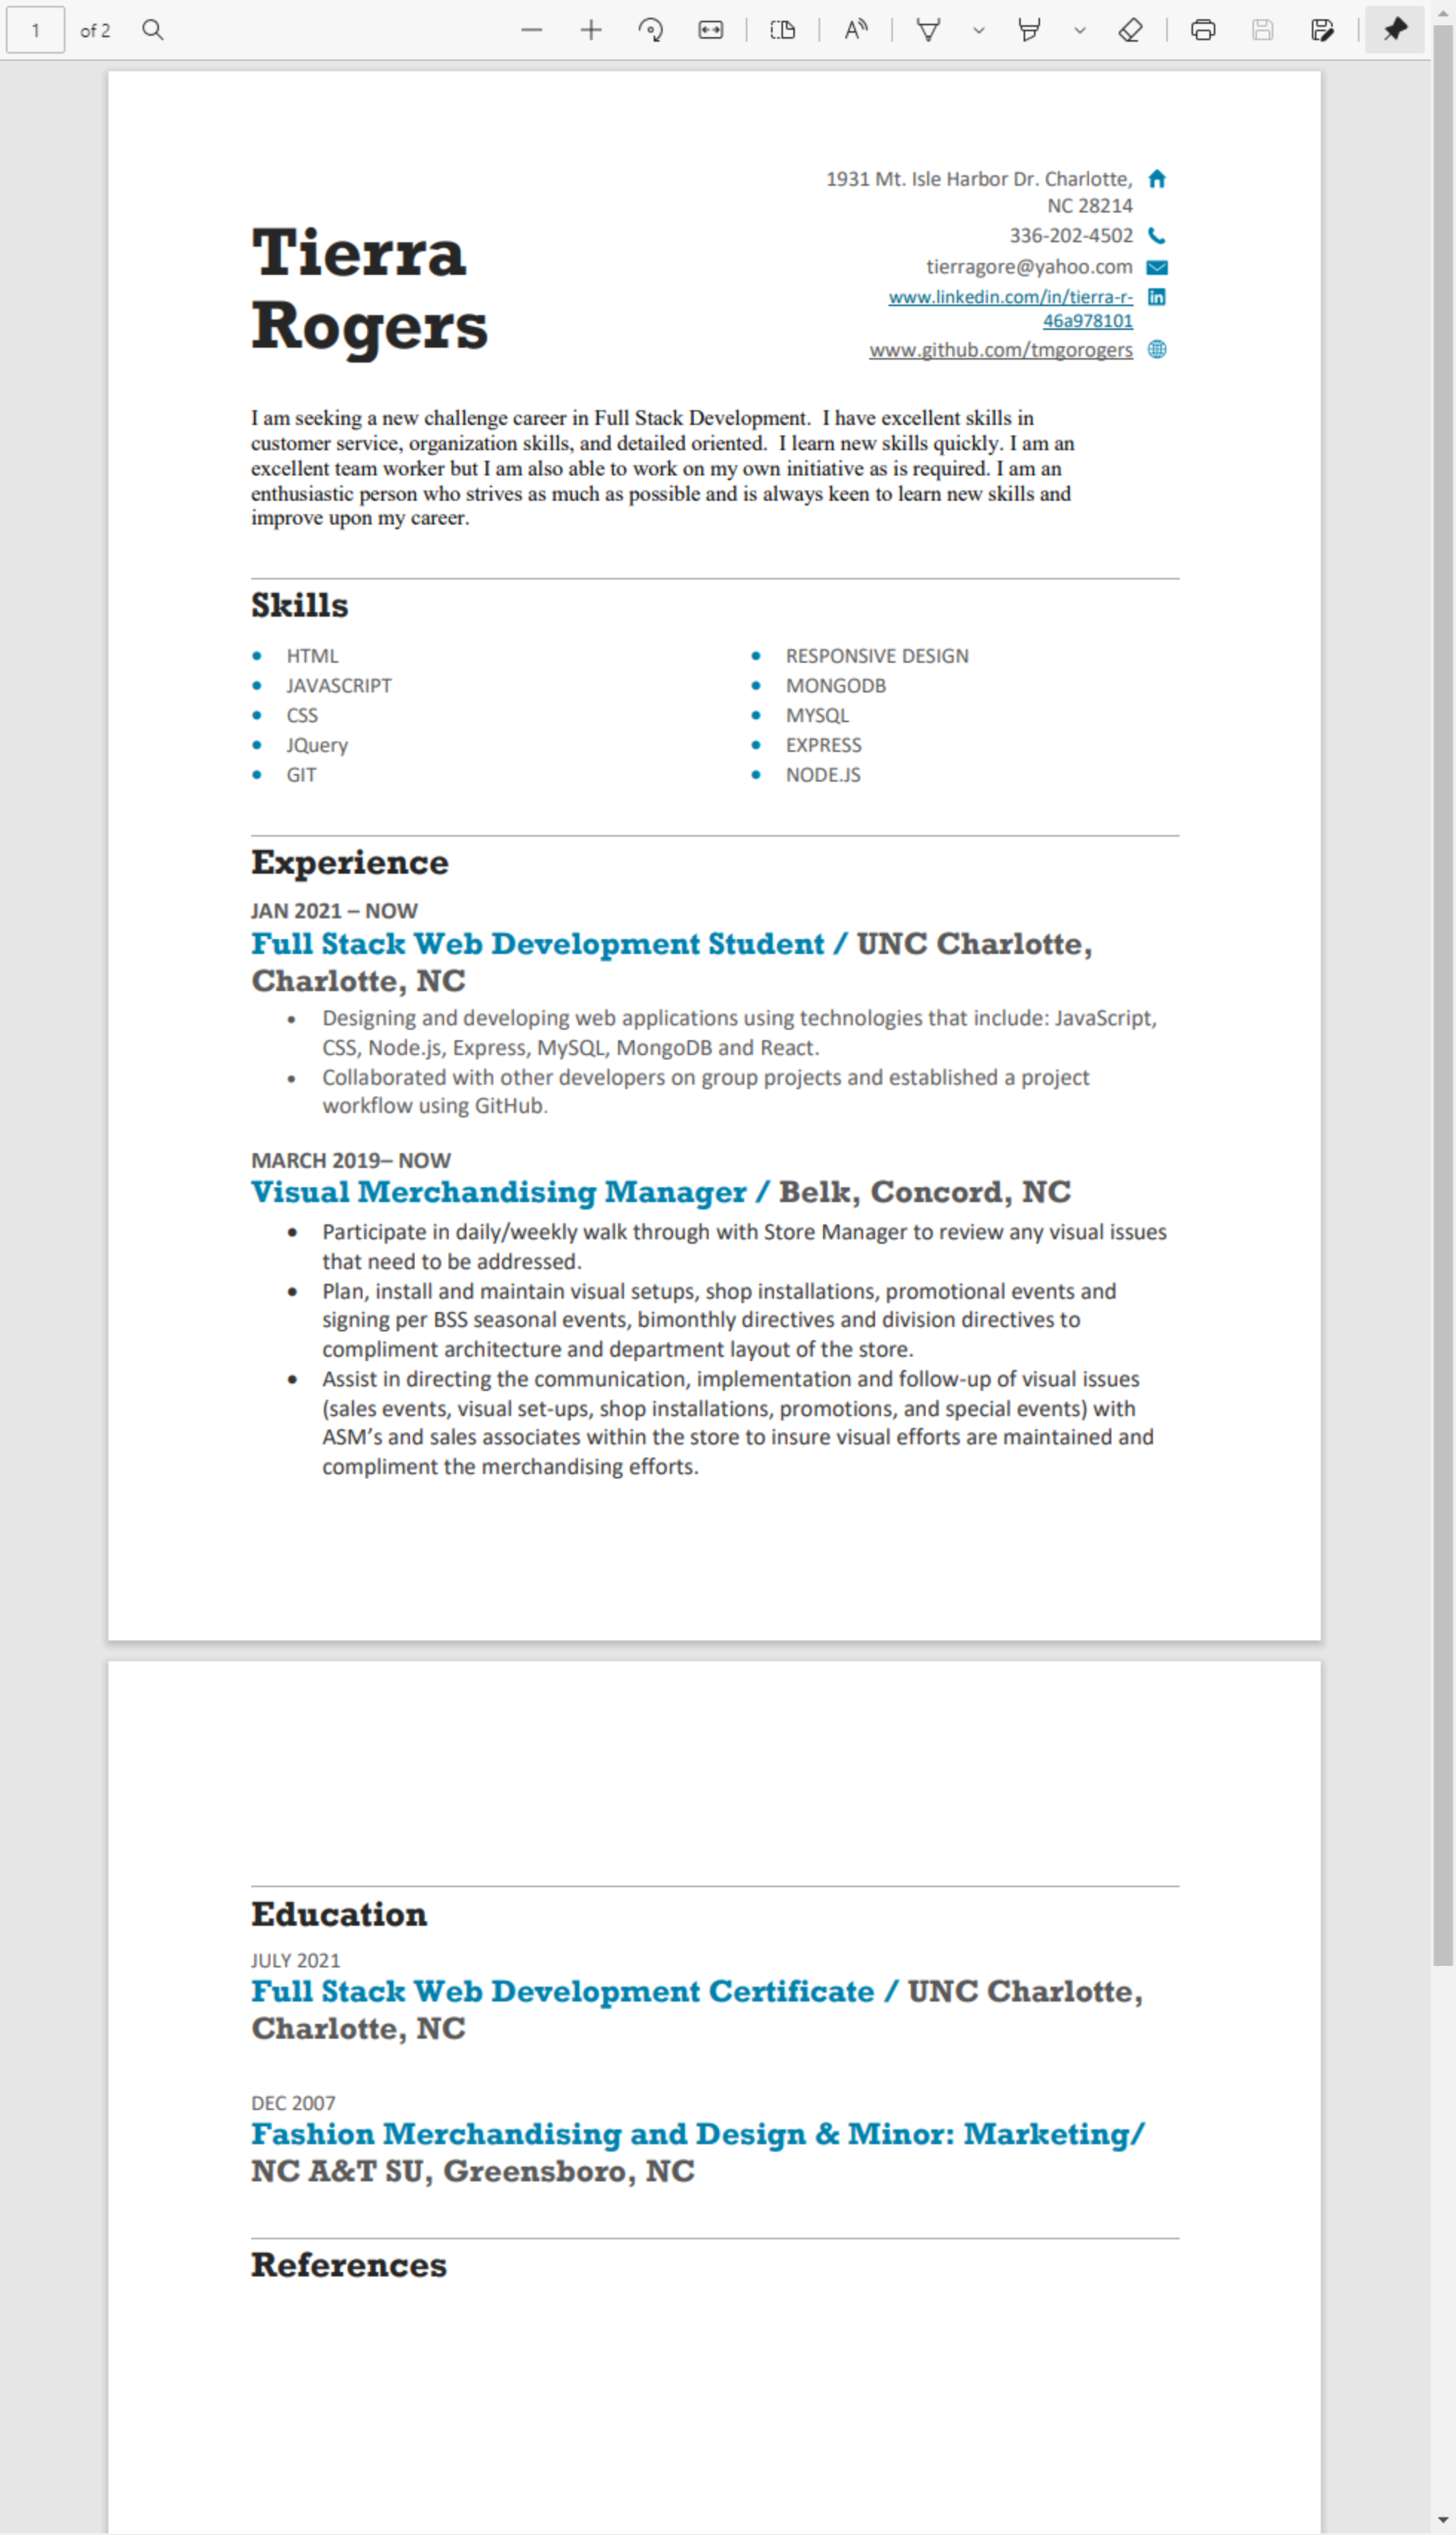 1 of 2
Tierra
Rogers
1931 Mt. Isle Harbor Dr. Charlotte,
NC 28214
336-202-4502
tierragore@yahoo.com
www.linkedin.com/in/tierra-r-
46a978101
www.github.com/tmgorogers
I am seeking a new challenge career in Full Stack Development.  I have excellent skills in
customer service, organization skills, and detailed oriented.  I learn new skills quickly. I am an
excellent team worker but I am also able to work on my own initiative as is required. I am an
enthusiastic person who strives as much as possible and is always keen to learn new skills and
improve upon my career.
Skills
• HTML
• JAVASCRIPT
• CSS
• JQuery
• GIT
• RESPONSIVE DESIGN
• MONGODB
• MYSQL
• EXPRESS
• NODE.JS
Experience
JAN 2021 – NOW
Full Stack Web Development Student / UNC Charlotte,
Charlotte, NC
• Designing and developing web applications using technologies that include: JavaScript,
CSS, Node.js, Express, MySQL, MongoDB and React.
• Collaborated with other developers on group projects and established a project
workflow using GitHub.
MARCH 2019– NOW
Visual Merchandising Manager / Belk, Concord, NC
• Participate in daily/weekly walk through with Store Manager to review any visual issues
that need to be addressed.
• Plan, install and maintain visual setups, shop installations, promotional events and
signing per BSS seasonal events, bimonthly directives and division directives to
compliment architecture and department layout of the store.
• Assist in directing the communication, implementation and follow-up of visual issues
(sales events, visual set-ups, shop installations, promotions, and special events) with
ASM’s and sales associates within the store to insure visual efforts are maintained and
compliment the merchandising efforts.
Education
JULY 2021
Full Stack Web Development Certificate / UNC Charlotte,
Charlotte, NC
DEC 2007
Fashion Merchandising and Design & Minor: Marketing/
NC A&T SU, Greensboro, NC
References